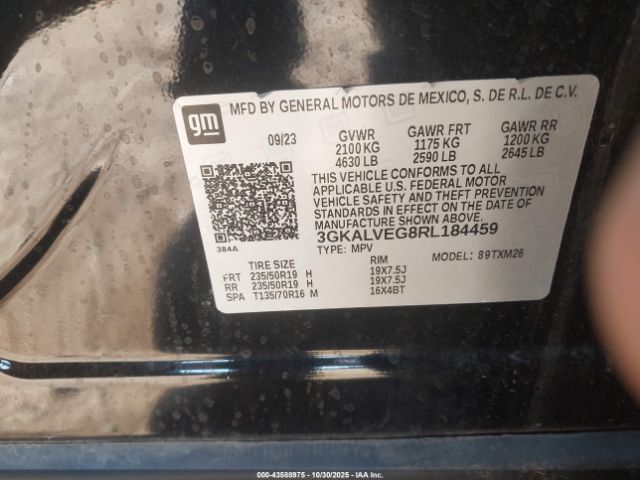 gm
MFD BY GENERAL MOTORS DE MEXICO, S. DE R.L. DE C.V.
09/23 GVWR GAWR FRT GAWR RR
2100 KG 1175 KG 1200 KG
4630 LB 2590 LB 2645 LB
THIS VEHICLE CONFORMS TO ALL
APPLICABLE U.S. FEDERAL MOTOR
VEHICLE SAFETY AND THEFT PREVENTION
STANDARDS IN EFFECT ON THE DATE OF
MANUFACTURE SHOWN ABOVE.
3GKALVEG8RL184459
384A TYPE: MPV MODEL: 89TXM26
TIRE SIZE RIM
FRT 235/50R19 H 19X7.5J
RR 235/50R19 H 19X7.5J
SPA T135/70R16 M 16X4BT
00-43588975 - 10/30/2025 - IAA Inc.